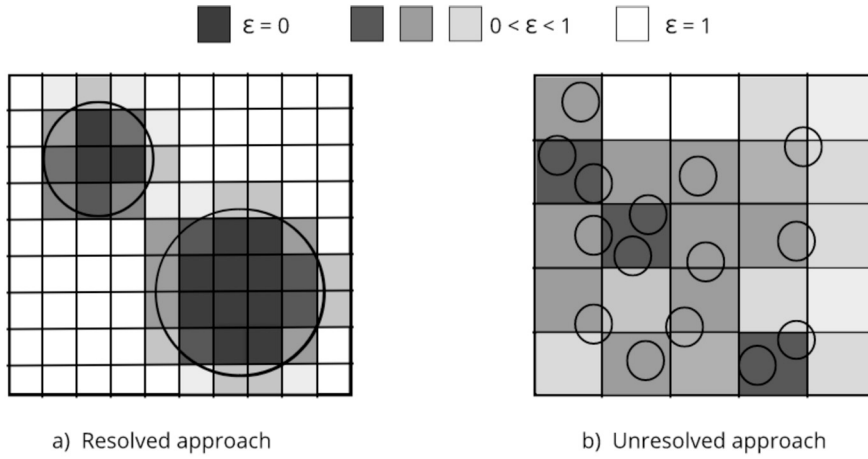 ε = 0 0 < ε < 1 ε = 1
a) Resolved approach b) Unresolved approach